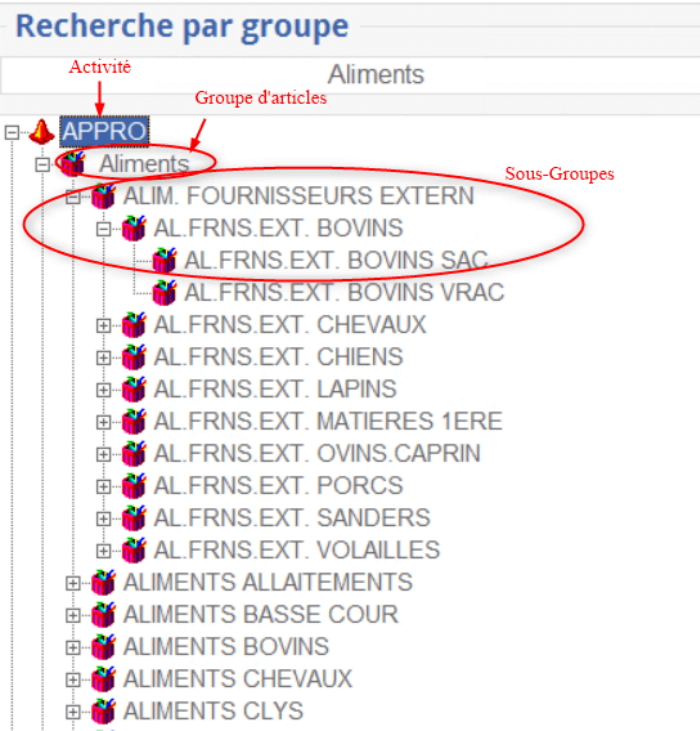 Recherche par groupe
Activité
Aliments
Groupe d'articles
APPRO
Aliments
Sous-Groupes
ALIM. FOURNISSEURS EXTERN
AL.FRNS.EXT. BOVINS
AL.FRNS.EXT. BOVINS SAC
AL.FRNS.EXT. BOVINS VRAC
AL.FRNS.EXT. CHEVAUX
AL.FRNS.EXT. CHIENS
AL.FRNS.EXT. LAPINS
AL.FRNS.EXT. MATIERES 1ERE
AL.FRNS.EXT. OVINS.CAPRIN
AL.FRNS.EXT. PORCS
AL.FRNS.EXT. SANDERS
AL.FRNS.EXT. VOLAILLES
ALIMENTS ALLAITEMENTS
ALIMENTS BASSE COUR
ALIMENTS BOVINS
ALIMENTS CHEVAUX
ALIMENTS CLYS